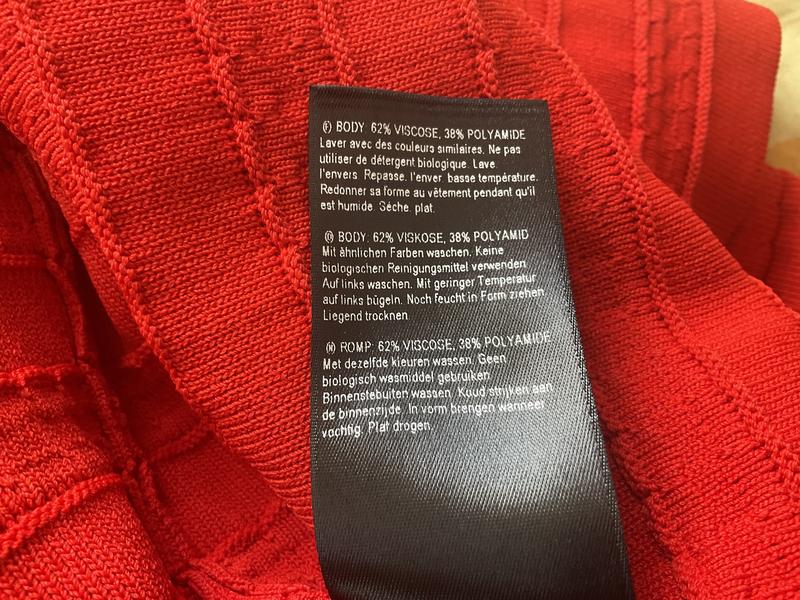 Ⓕ BODY: 62% VISCOSE, 38% POLYAMIDE
Laver avec des couleurs similaires. Ne pas
utiliser de détergent biologique. Lave
l'envers. Repasse. l'enver. basse température.
Redonner sa forme au vêtement pendant qu'il
est humide. Séche. plat.
Ⓓ BODY: 62% VISKOSE, 38% POLYAMID
Mit ähnlichen Farben waschen. Keine
biologischen Reinigungsmittel verwenden
Auf links waschen. Mit geringer Temperatur
auf links bügeln. Noch feucht in Form ziehen.
Liegend trocknen.
Ⓝ ROMP: 62% VISCOSE, 38% POLYAMIDE
Met dezelfde kleuren wassen. Geen
biologisch wasmiddel gebruiken.
Binnenstebuiten wassen. Koud strijken aan
de binnenzijde. In vorm brengen wanneer
vochtig. Plat drogen.